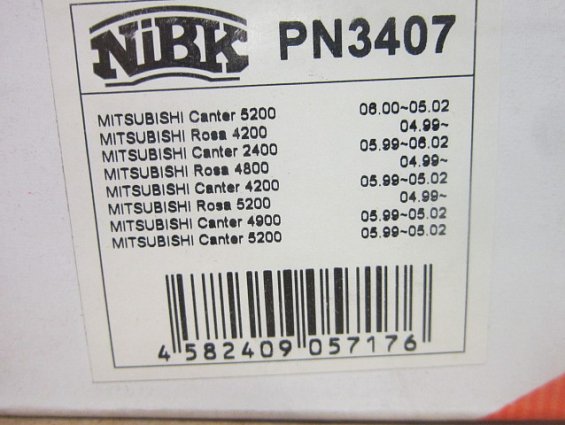 NiBK PN3407
MITSUBISHI Canter 5200 06.00~05.02
MITSUBISHI Rosa 4200 04.99~
MITSUBISHI Canter 2400 05.99~06.02
MITSUBISHI Rosa 4800 04.99~
MITSUBISHI Canter 4200 05.99~05.02
MITSUBISHI Rosa 5200 04.99~
MITSUBISHI Canter 4900 05.99~05.02
MITSUBISHI Canter 5200 05.99~05.02
4 582409 057176